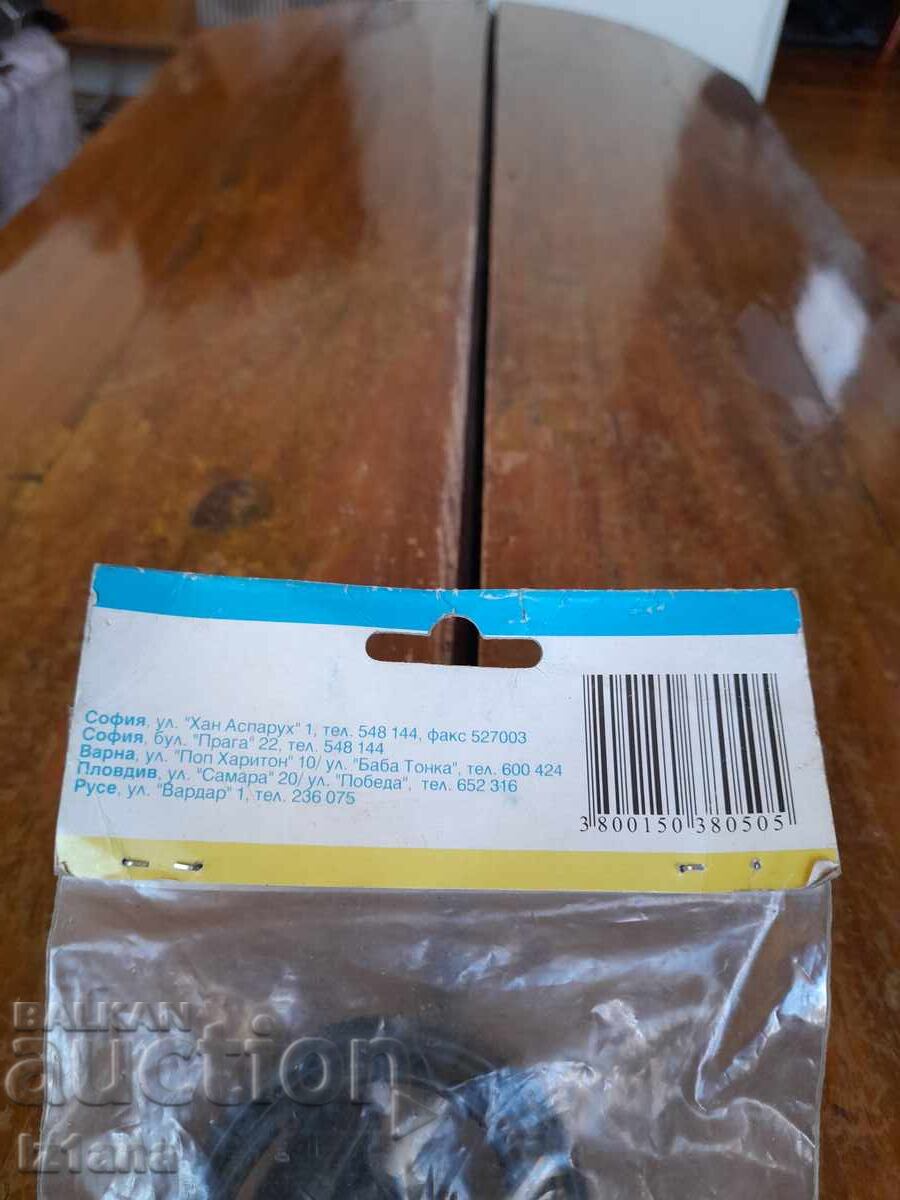 София, ул. "Хан Аспарух" 1, тел. 548 144, факс 527003
София, бул. "Прага" 22, тел. 548 144
Варна, ул. "Поп Харитон" 10/ ул. "Баба Тонка", тел. 600 424
Пловдив, ул. "Самара" 20/ ул. "Победа", тел. 652 316
Русе, ул. "Вардар" 1, тел. 236 075
3 800150 380505
BALKAN
auction
iz1ana